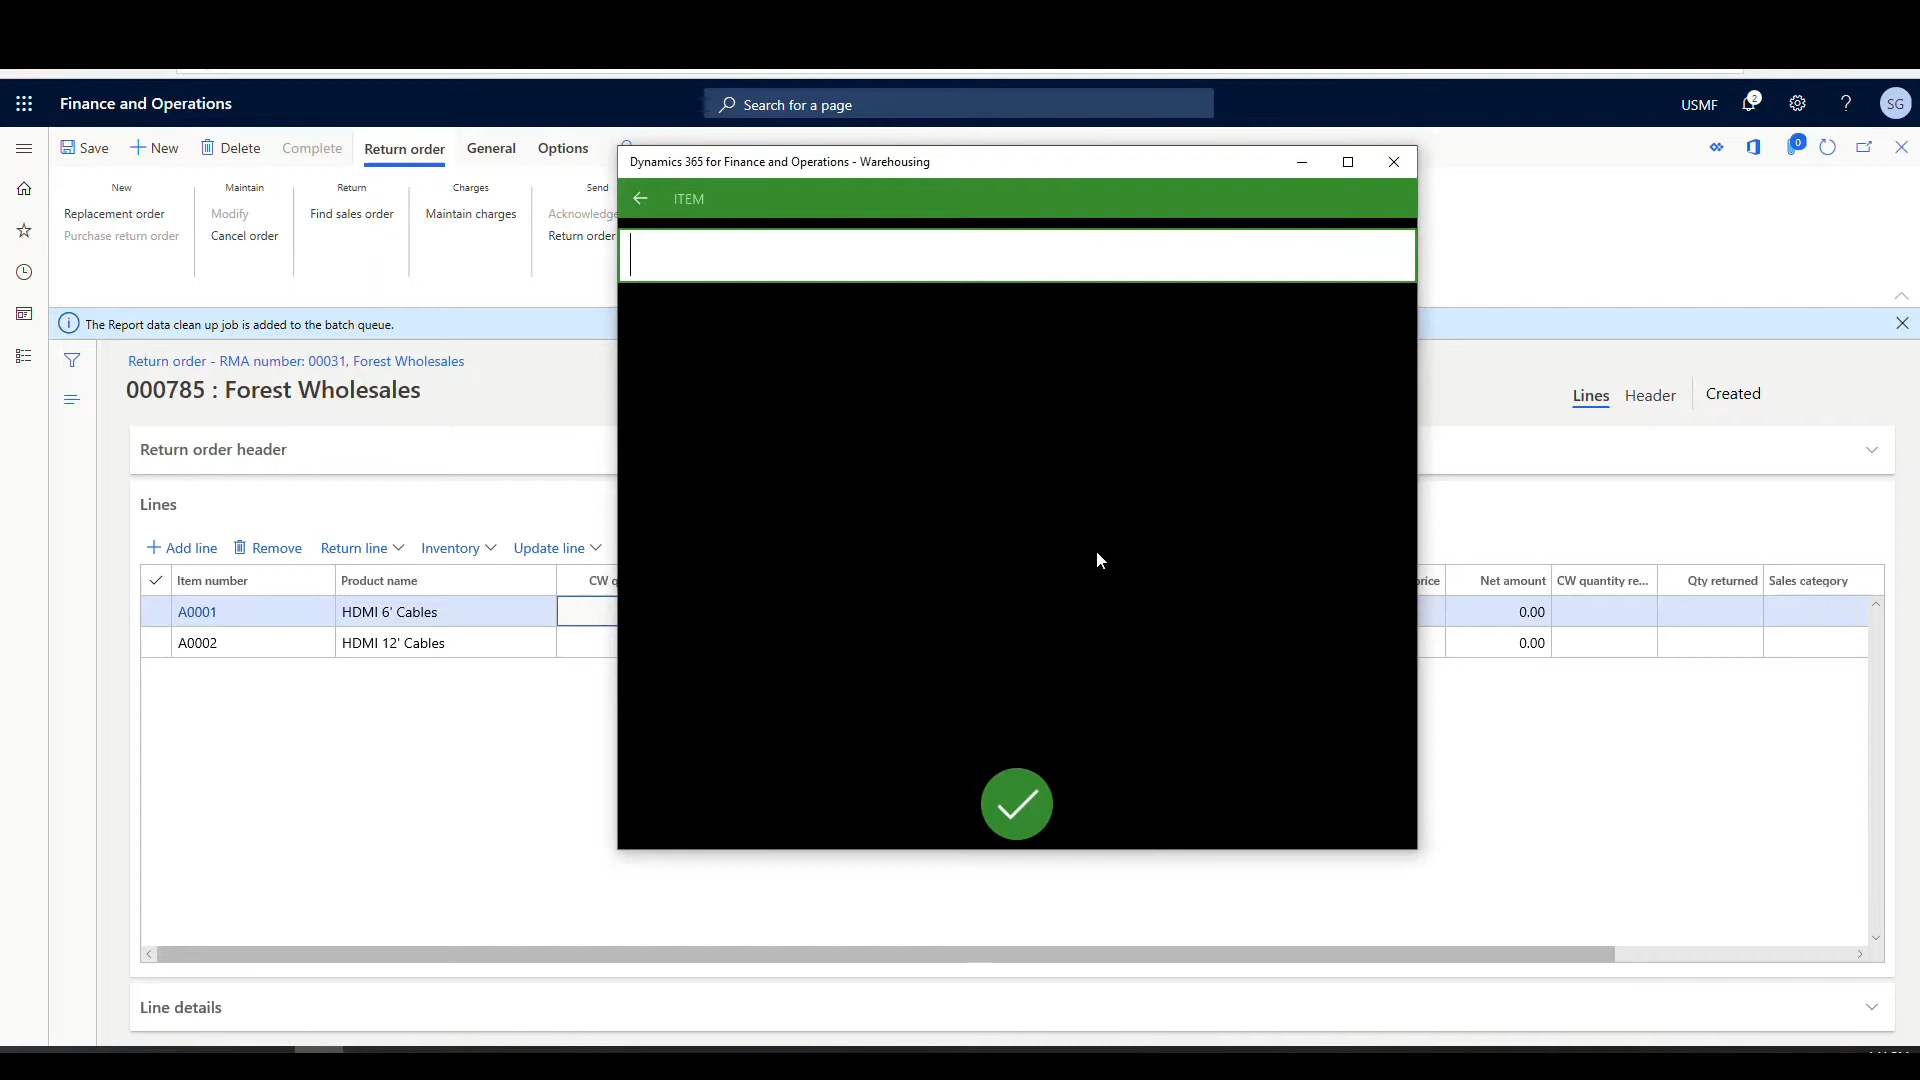 Finance and Operations
Search for a page
USMF
2
?
SG
Save
New
Delete
Complete
Return order
General
Options
0
New
Replacement order
Purchase return order
Maintain
Modify
Cancel order
Return
Find sales order
Charges
Maintain charges
Send
Acknowledge
Return order
Dynamics 365 for Finance and Operations - Warehousing
ITEM
The Report data clean up job is added to the batch queue.
Return order - RMA number: 00031, Forest Wholesales
000785 : Forest Wholesales
Lines
Header
Created
Return order header
Lines
Add line
Remove
Return line
Inventory
Update line
Item number
Product name
CW q
rice
Net amount
CW quantity re...
Qty returned
Sales category
A0001
HDMI 6' Cables
0.00
A0002
HDMI 12' Cables
0.00
Line details